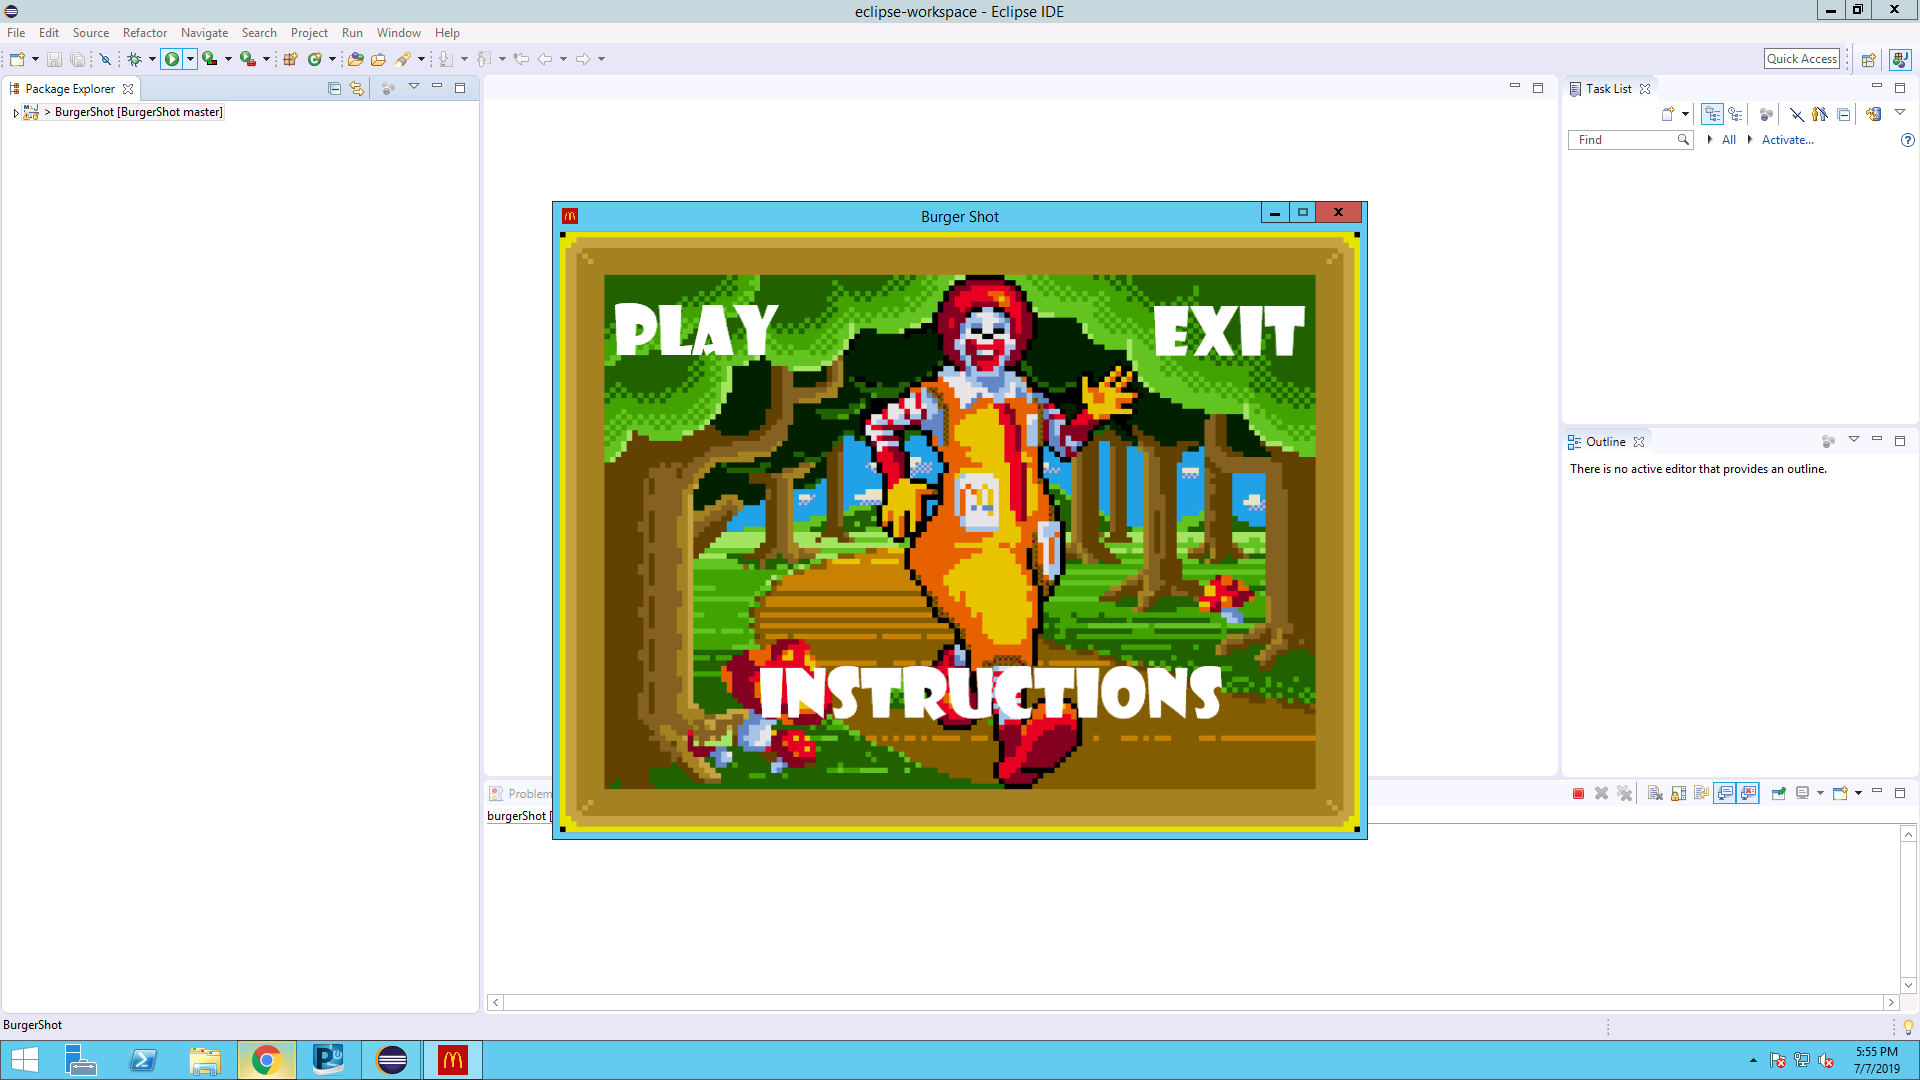 eclipse-workspace - Eclipse IDE
File Edit Source Refactor Navigate Search Project Run Window Help
Quick Access
Package Explorer
> BurgerShot [BurgerShot master]
Task List
Find
All
Activate...
Burger Shot
PLAY
EXIT
INSTRUCTIONS
Outline
There is no active editor that provides an outline.
Problem
burgerShot [
BurgerShot
5:55 PM
7/7/2019